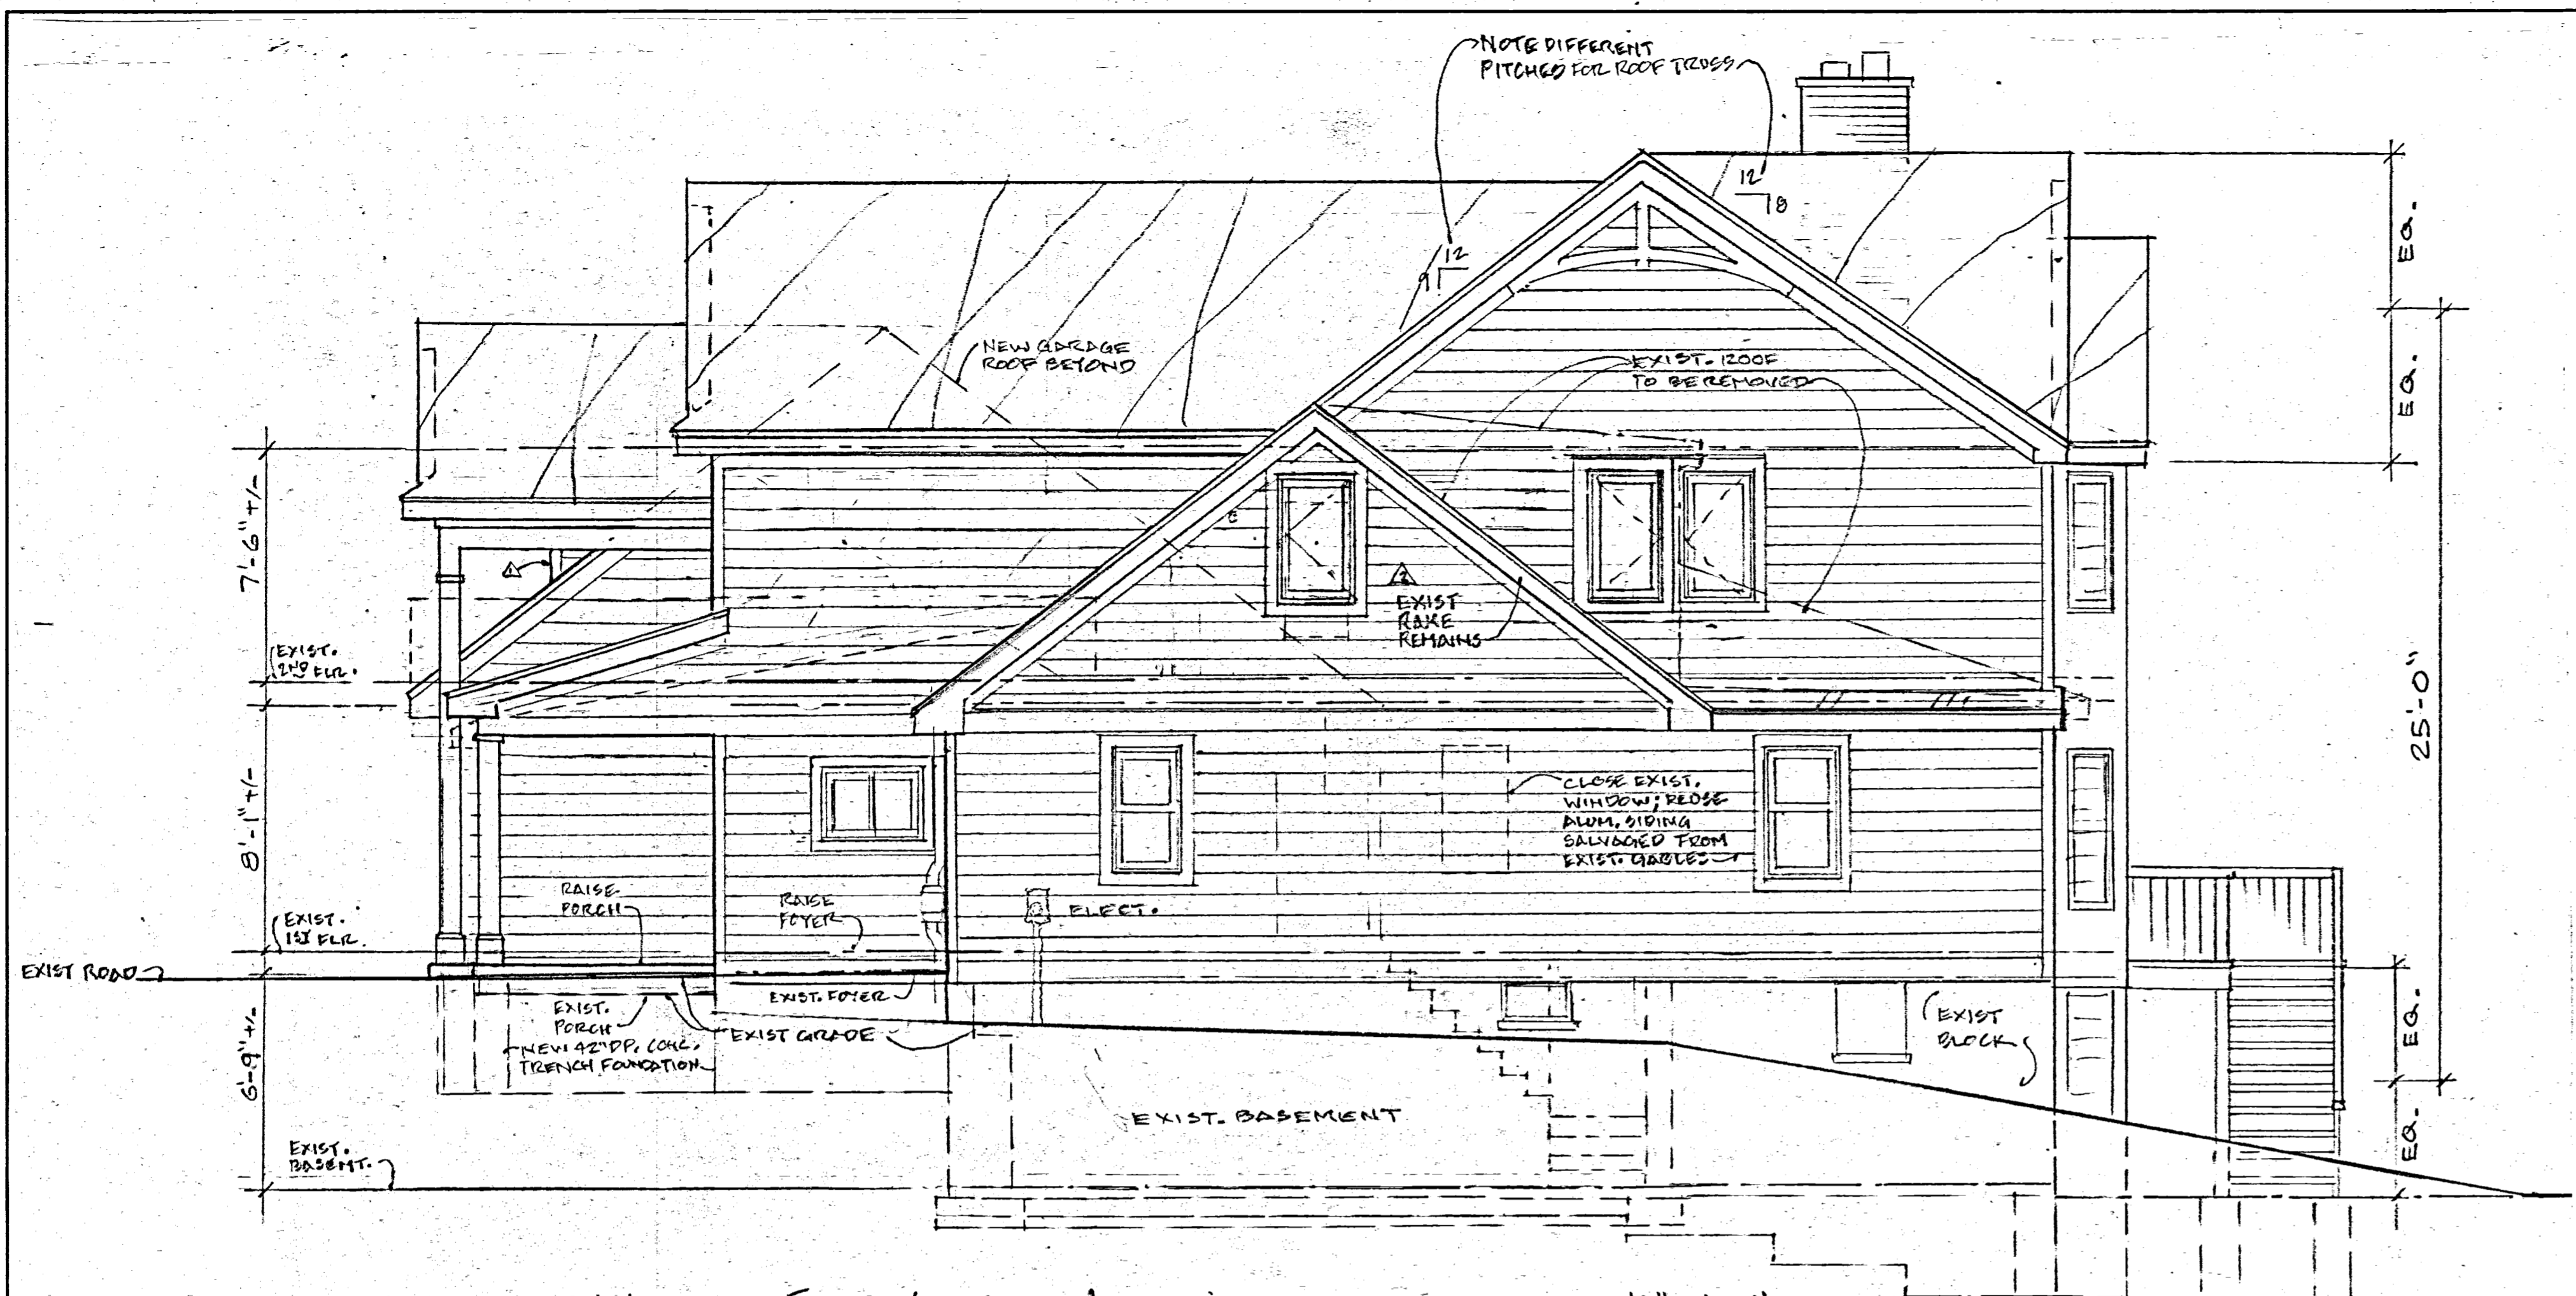 NOTE DIFFERENT
PITCHES FOR ROOF TRUSS
12
8
12
9
EQ.
EQ.
NEW GARAGE
ROOF BEYOND
EXIST. ROOF
TO BE REMOVED
7'-6" +/-
EXIST
RAKE
REMAINS
EXIST.
2ND FLR.
25'-0"
8'-1" +/-
CLOSE EXIST.
WINDOW; REUSE
ALUM. SIDING
SALVAGED FROM
EXIST. GABLES
RAISE
PORCH
RAISE
FOYER
ELECT.
EXIST.
1ST FLR.
EXIST ROAD
EXIST.
PORCH
EXIST. FOYER
EXIST GRADE
NEW 42" DP. CONC.
TRENCH FOUNDATION
EXIST
BLOCK
EQ.
EQ.
6'-9" +/-
EXIST. BASEMENT
EXIST.
BASEMT.